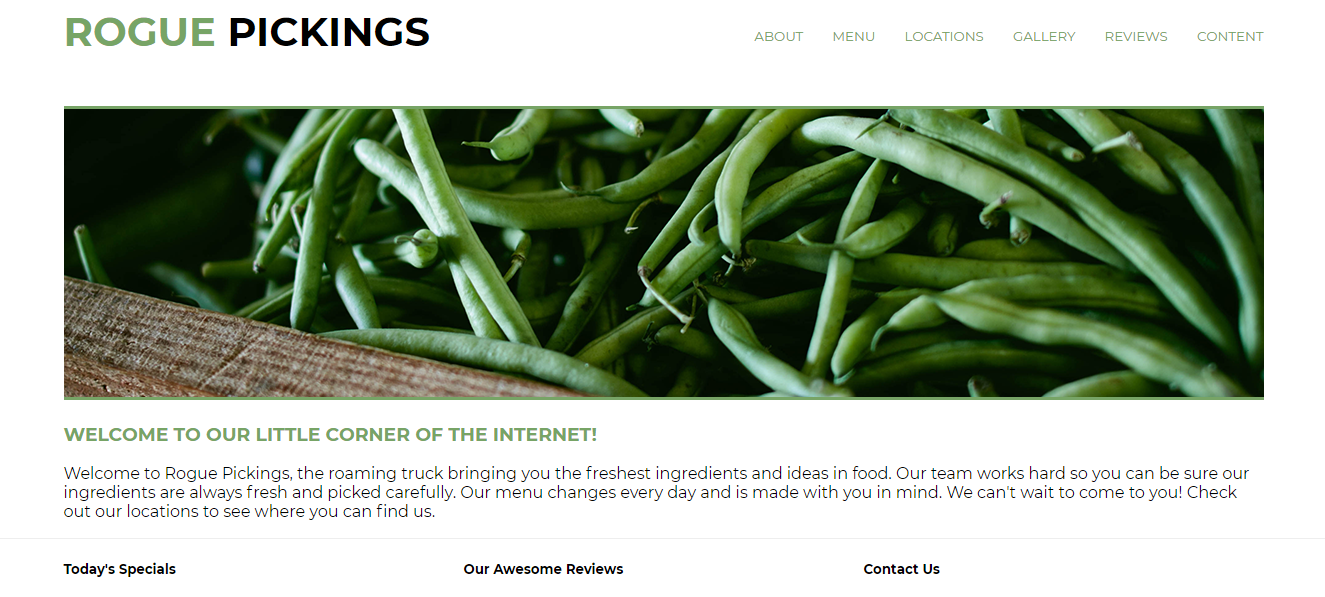 ROGUE PICKINGS
ABOUT MENU LOCATIONS GALLERY REVIEWS CONTENT
WELCOME TO OUR LITTLE CORNER OF THE INTERNET!
Welcome to Rogue Pickings, the roaming truck bringing you the freshest ingredients and ideas in food. Our team works hard so you can be sure our
ingredients are always fresh and picked carefully. Our menu changes every day and is made with you in mind. We can't wait to come to you! Check
out our locations to see where you can find us.
Today's Specials
Our Awesome Reviews
Contact Us